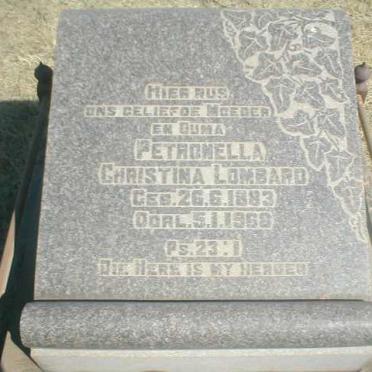 HIER RUS
ONS GELIEFDE MOEDER
EN OUMA
PETRONELLA
CHRISTINA LOMBARD
GEB. 26.6.1893
OORL. 5.1.1968
PS. 23:1
DIE HERE IS MY HERDER